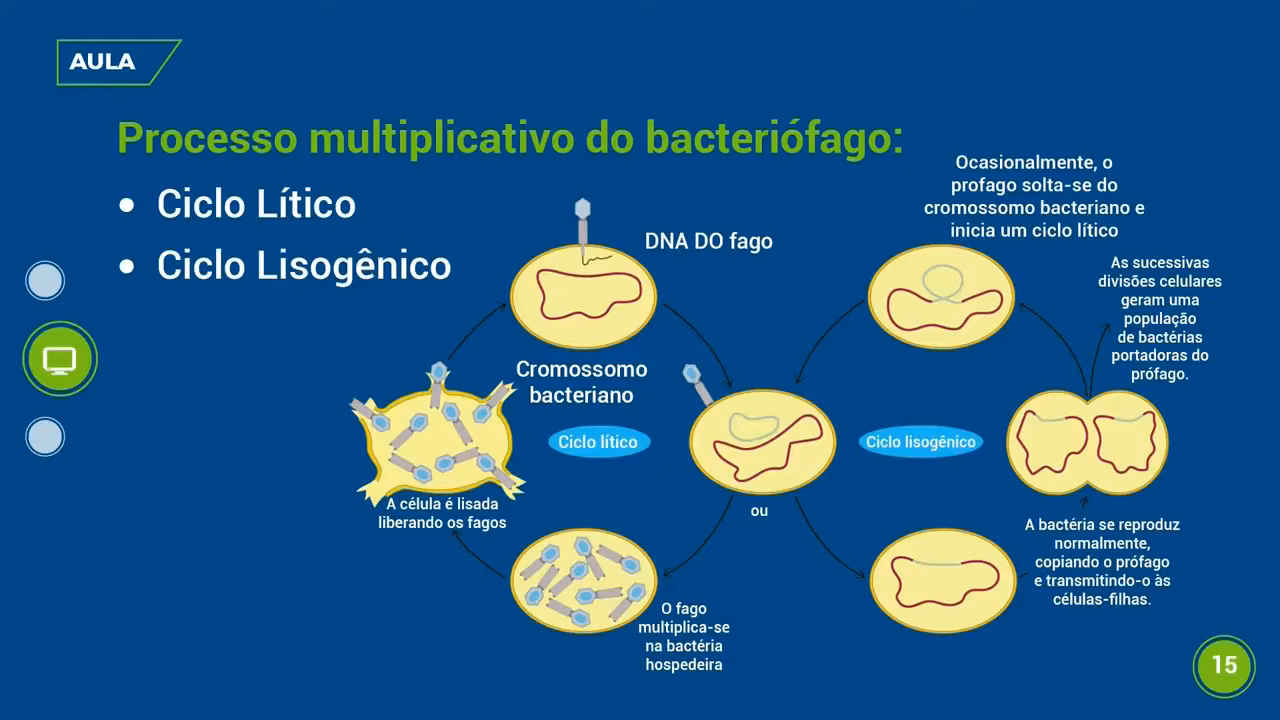 AULA
Processo multiplicativo do bacteriófago:
• Ciclo Lítico
• Ciclo Lisogênico
DNA DO fago
Cromossomo
bacteriano
Ciclo lítico
A célula é lisada
liberando os fagos
O fago
multiplica-se
na bactéria
hospedeira
ou
Ocasionalmente, o
profago solta-se do
cromossomo bacteriano e
inicia um ciclo lítico
As sucessivas
divisões celulares
geram uma
população
de bactérias
portadoras do
prófago.
Ciclo lisogênico
A bactéria se reproduz
normalmente,
copiando o prófago
e transmitindo-o às
células-filhas.
15